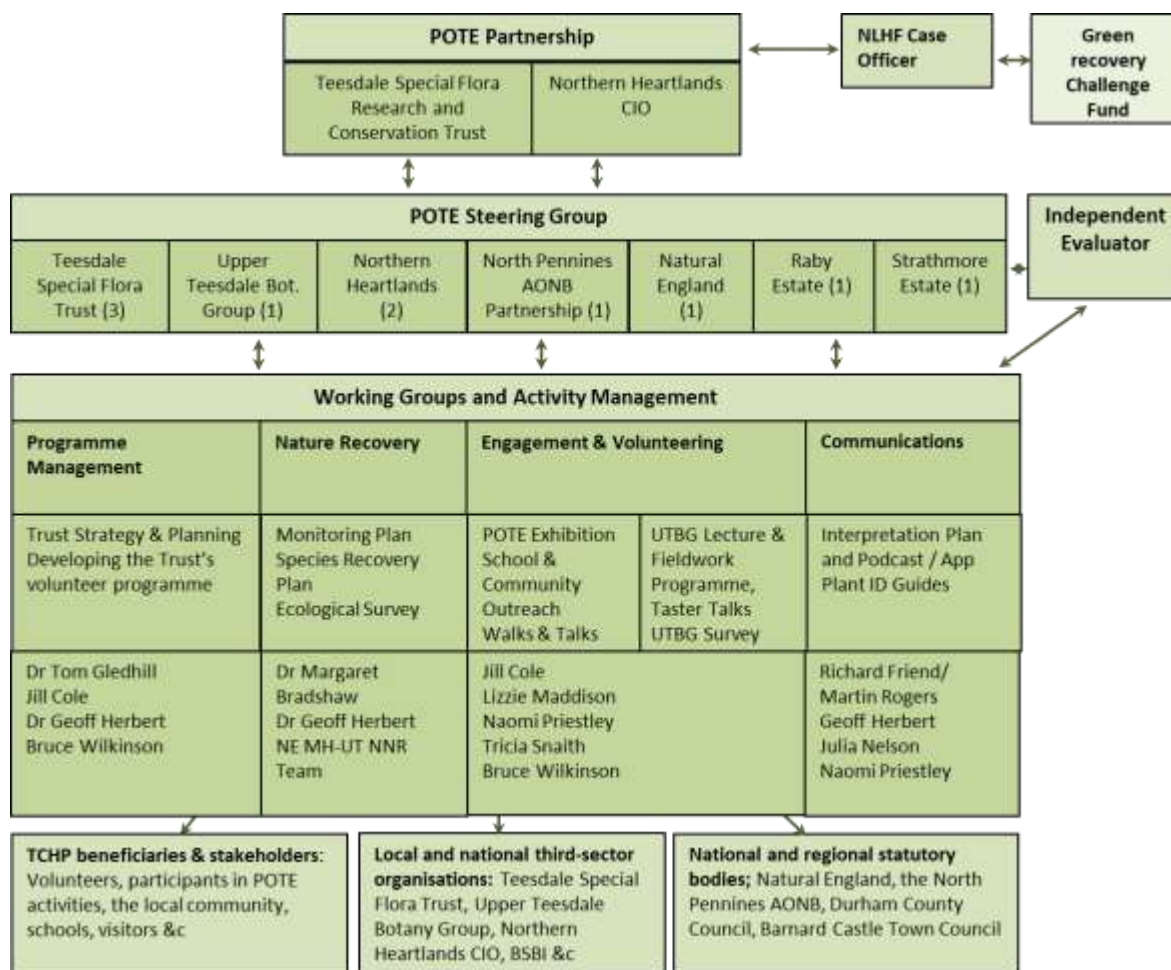 POTE Partnership
Teesdale Special Flora
Research and
Conservation Trust
Northern Heartlands
CIO
NLHF Case
Officer
Green
recovery
Challenge
Fund
POTE Steering Group
Teesdale
Special Flora
Trust (3)
Upper
Teesdale Bot.
Group (1)
Northern
Heartlands
(2)
North Pennines
AONB
Partnership (1)
Natural
England
(1)
Raby
Estate (1)
Strathmore
Estate (1)
Independent
Evaluator
Working Groups and Activity Management
Programme
Management
Nature Recovery
Engagement & Volunteering
Communications
Trust Strategy & Planning
Developing the Trust's
volunteer programme
Monitoring Plan
Species Recovery
Plan
Ecological Survey
POTE Exhibition
School &
Community
Outreach
Walks & Talks
UTBG Lecture &
Fieldwork
Programme,
Taster Talks
UTBG Survey
Interpretation Plan
and Podcast / App
Plant ID Guides
Dr Tom Gledhill
Jill Cole
Dr Geoff Herbert
Bruce Wilkinson
Dr Margaret
Bradshaw
Dr Geoff Herbert
NE MH-UT NNR
Team
Jill Cole
Lizzie Maddison
Naomi Priestley
Tricia Snaith
Bruce Wilkinson
Richard Friend/
Martin Rogers
Geoff Herbert
Julia Nelson
Naomi Priestley
TCHP beneficiaries & stakeholders:
Volunteers, participants in POTE
activities, the local community,
schools, visitors &c
Local and national third-sector
organisations: Teesdale Special
Flora Trust, Upper Teesdale
Botany Group, Northern
Heartlands CIO, BSBI &c
National and regional statutory
bodies; Natural England, the North
Pennines AONB, Durham County
Council, Barnard Castle Town Council